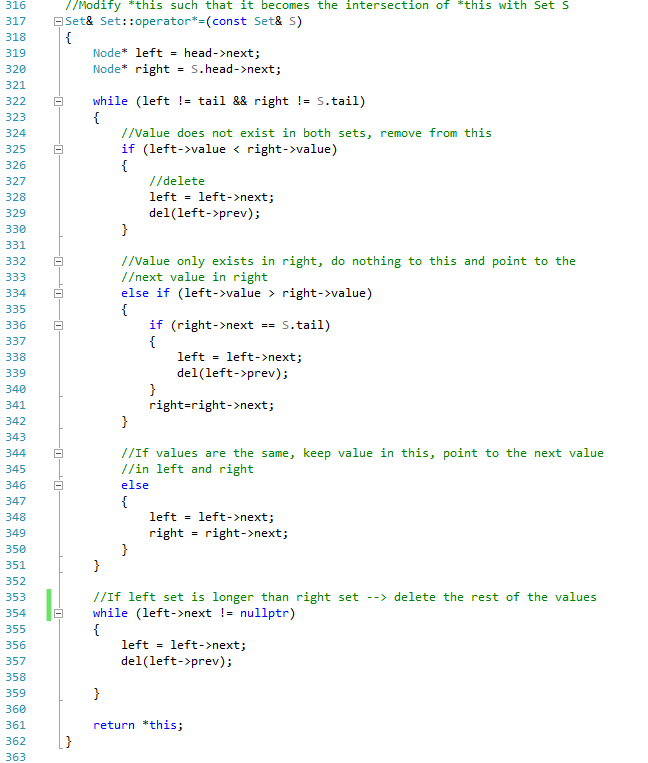 316 //Modify *this such that it becomes the intersection of *this with Set S
317 Set& Set::operator*=(const Set& S)
318 {
319 Node* left = head->next;
320 Node* right = S.head->next;
321
322 while (left != tail && right != S.tail)
323 {
324 //Value does not exist in both sets, remove from this
325 if (left->value < right->value)
326 {
327 //delete
328 left = left->next;
329 del(left->prev);
330 }
331
332 //Value only exists in right, do nothing to this and point to the
333 //next value in right
334 else if (left->value > right->value)
335 {
336 if (right->next == S.tail)
337 {
338 left = left->next;
339 del(left->prev);
340 }
341 right=right->next;
342 }
343
344 //If values are the same, keep value in this, point to the next value
345 //in left and right
346 else
347 {
348 left = left->next;
349 right = right->next;
350 }
351 }
352
353 //If left set is longer than right set --> delete the rest of the values
354 while (left->next != nullptr)
355 {
356 left = left->next;
357 del(left->prev);
358
359 }
360
361 return *this;
362 }
363